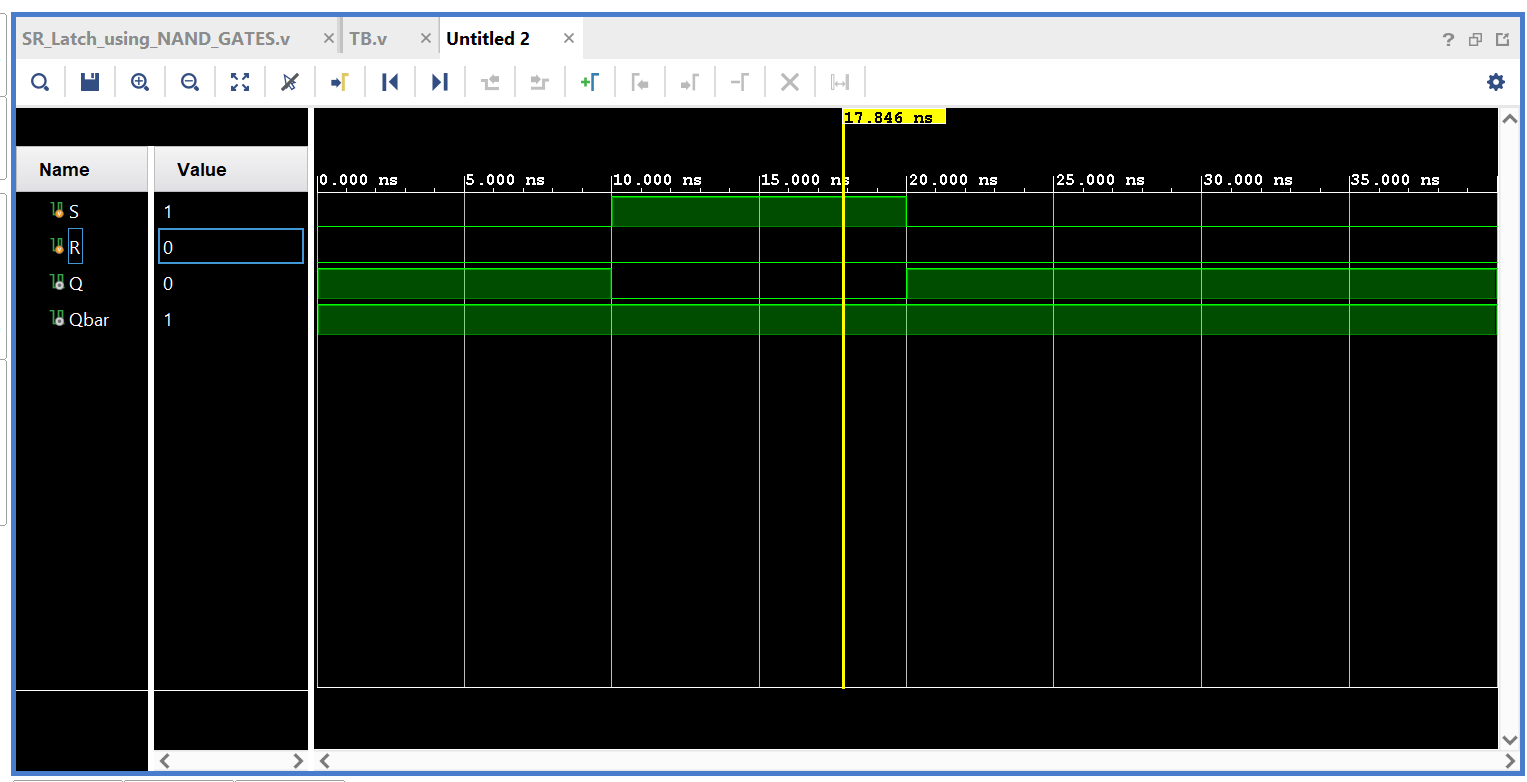 SR_Latch_using_NAND_GATES.v × TB.v × Untitled 2 × ?
17.846 ns
Name Value
0.000 ns 5.000 ns 10.000 ns 15.000 ns 20.000 ns 25.000 ns 30.000 ns 35.000 ns
S 1
R 0
Q 0
Qbar 1